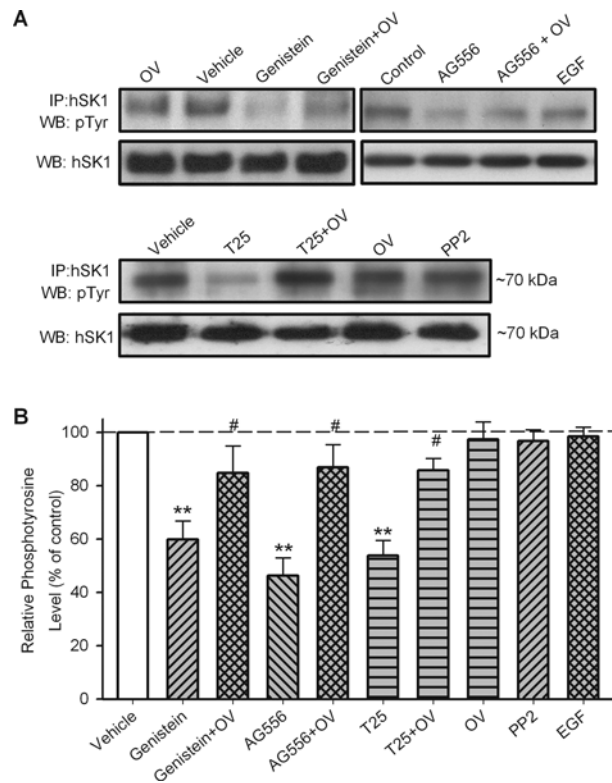 A
OV Vehicle Genistein Genistein+OV Control AG556 AG556 + OV EGF
IP:hSK1
WB: pTyr
WB: hSK1
Vehicle T25 T25+OV OV PP2
IP:hSK1
WB: pTyr
~70 kDa
WB: hSK1
~70 kDa
B
Relative Phosphotyrosine
Level (% of control)
100
80
60
40
20
0
** # ** # ** #
Vehicle Genistein Genistein+OV AG556 AG556+OV T25 T25+OV OV PP2 EGF